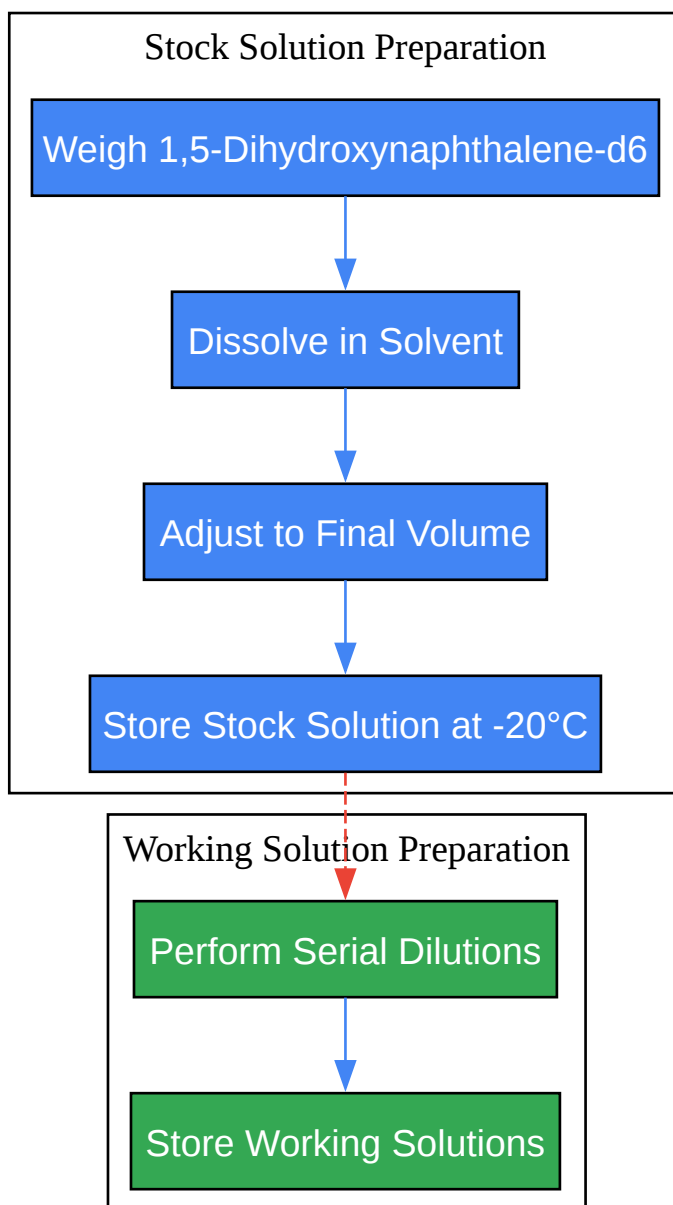 Stock Solution Preparation
Weigh 1,5-Dihydroxynaphthalene-d6
Dissolve in Solvent
Adjust to Final Volume
Store Stock Solution at -20°C
Working Solution Preparation
Perform Serial Dilutions
Store Working Solutions